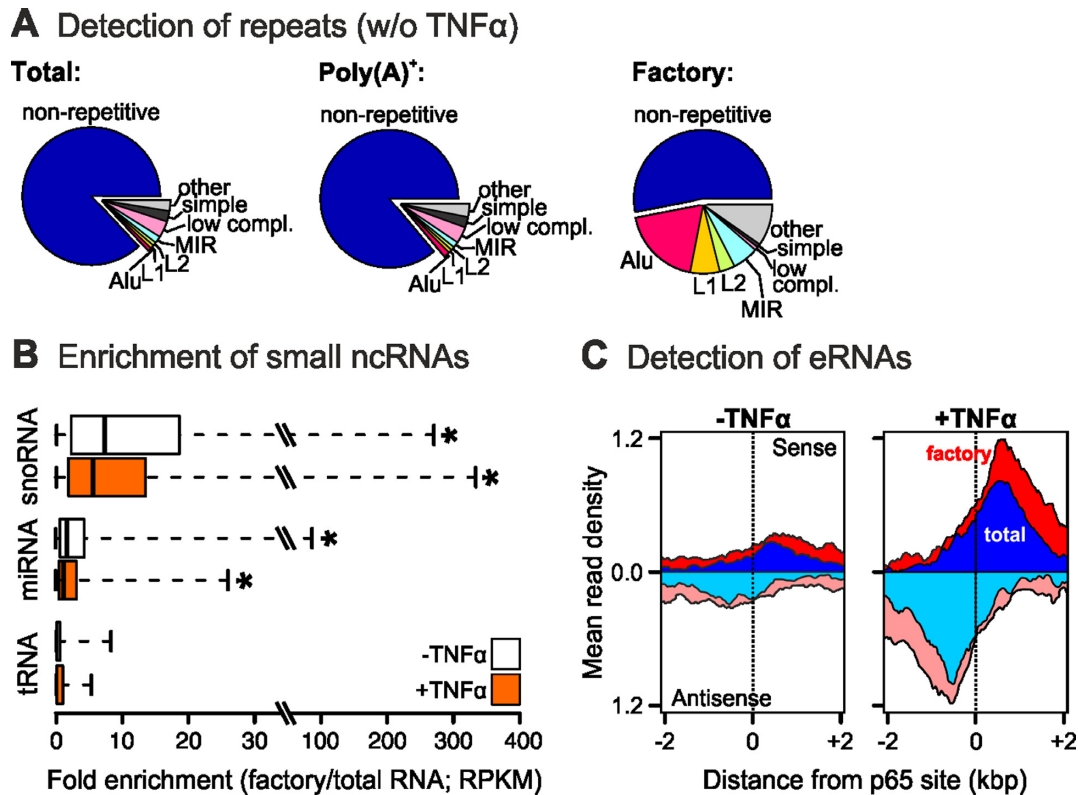 A Detection of repeats (w/o TNFα)
Total:
non-repetitive
other
simple
low compl.
MIR
L2
L1
Alu
Poly(A)+:
non-repetitive
other
simple
low compl.
MIR
L2
L1
Alu
Factory:
non-repetitive
other
simple
low
compl.
MIR
L2
L1
Alu
B Enrichment of small ncRNAs
snoRNA
*
*
miRNA
*
*
tRNA
-TNFα
+TNFα
0 10 20 30 100 200 300 400
Fold enrichment (factory/total RNA; RPKM)
C Detection of eRNAs
-TNFα +TNFα
1.2
0.0
1.2
Mean read density
Sense
Antisense
factory
total
-2 0 +2 -2 0 +2
Distance from p65 site (kbp)